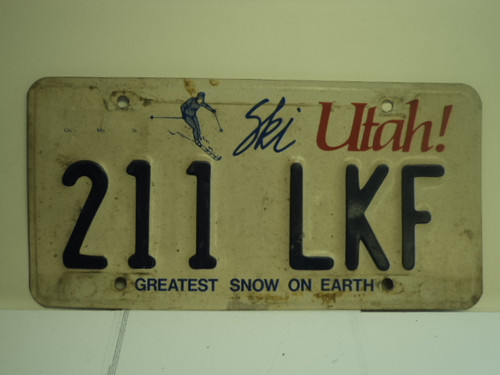 Ski Utah!
211 LKF
GREATEST SNOW ON EARTH